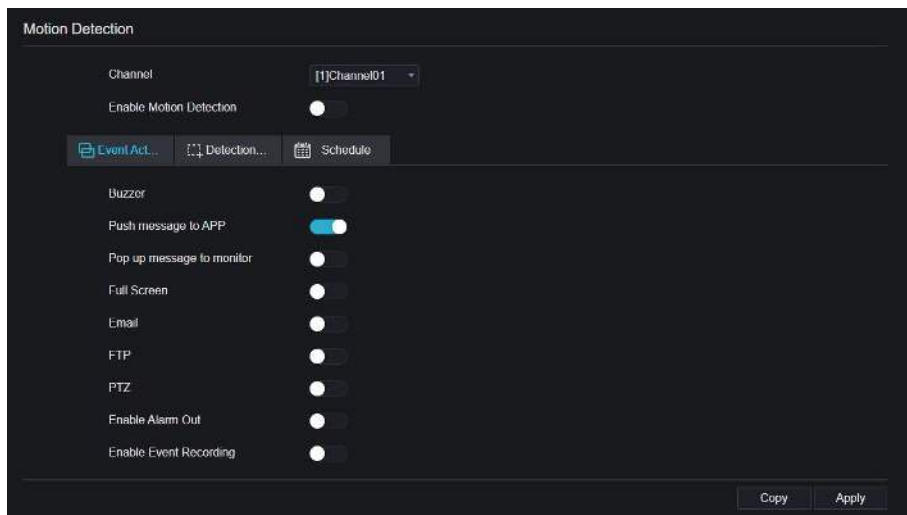 Motion Detection
Channel [1]Channel01
Enable Motion Detection
Event Act... Detection... Schedule
Buzzer
Push message to APP
Pop up message to monitor
Full Screen
Email
FTP
PTZ
Enable Alarm Out
Enable Event Recording
Copy Apply